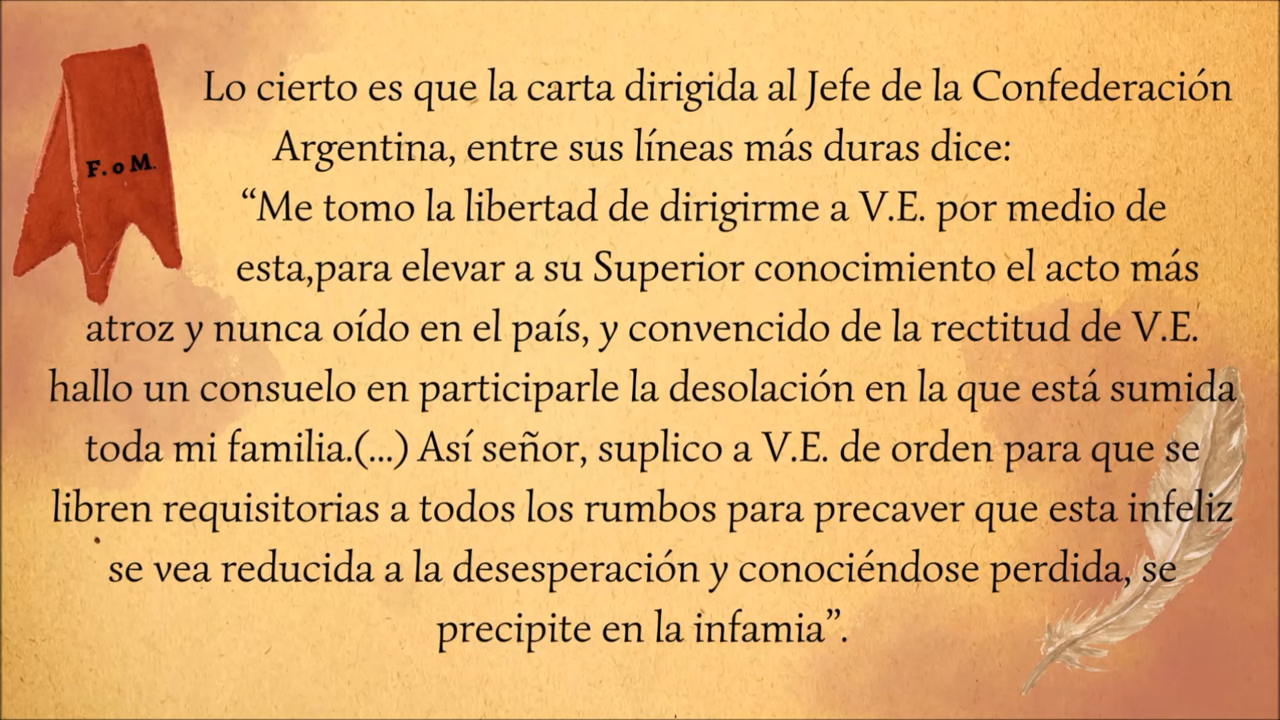 Lo cierto es que la carta dirigida al Jefe de la Confederación
Argentina, entre sus líneas más duras dice:
F. o M.
“Me tomo la libertad de dirigirme a V.E. por medio de
esta,para elevar a su Superior conocimiento el acto más
atroz y nunca oído en el país, y convencido de la rectitud de V.E.
hallo un consuelo en participarle la desolación en la que está sumida
toda mi familia.(...) Así señor, suplico a V.E. de orden para que se
libren requisitorias a todos los rumbos para precaver que esta infeliz
se vea reducida a la desesperación y conociéndose perdida, se
precipite en la infamia”.